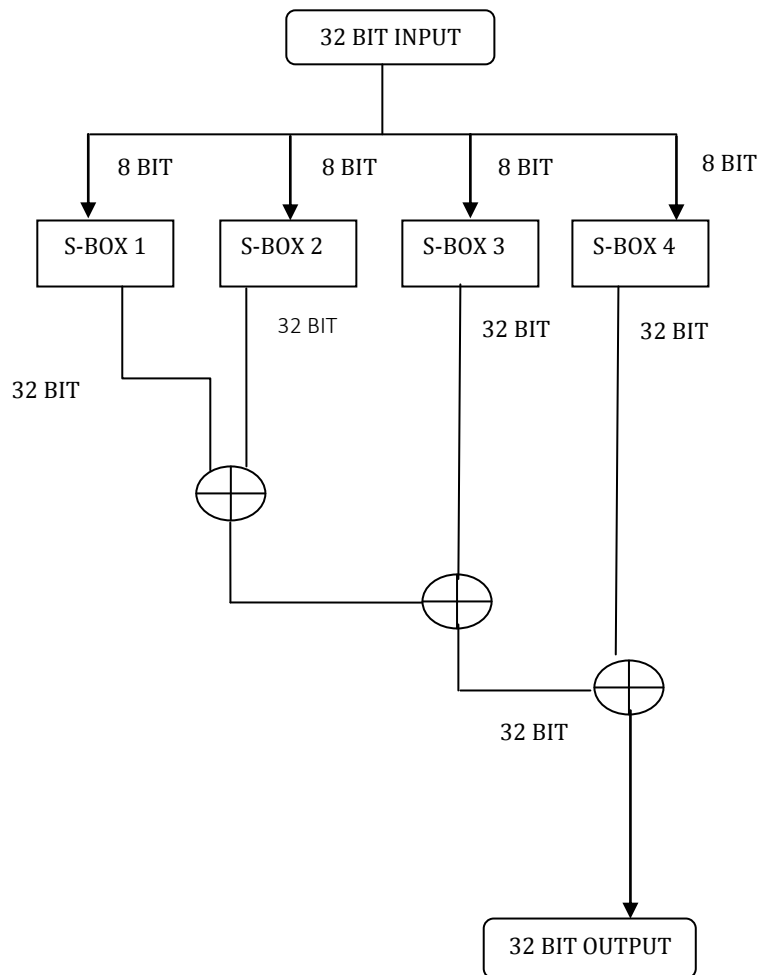 32 BIT INPUT
8 BIT
8 BIT
8 BIT
8 BIT
S-BOX 1
S-BOX 2
S-BOX 3
S-BOX 4
32 BIT
32 BIT
32 BIT
32 BIT
32 BIT
32 BIT OUTPUT